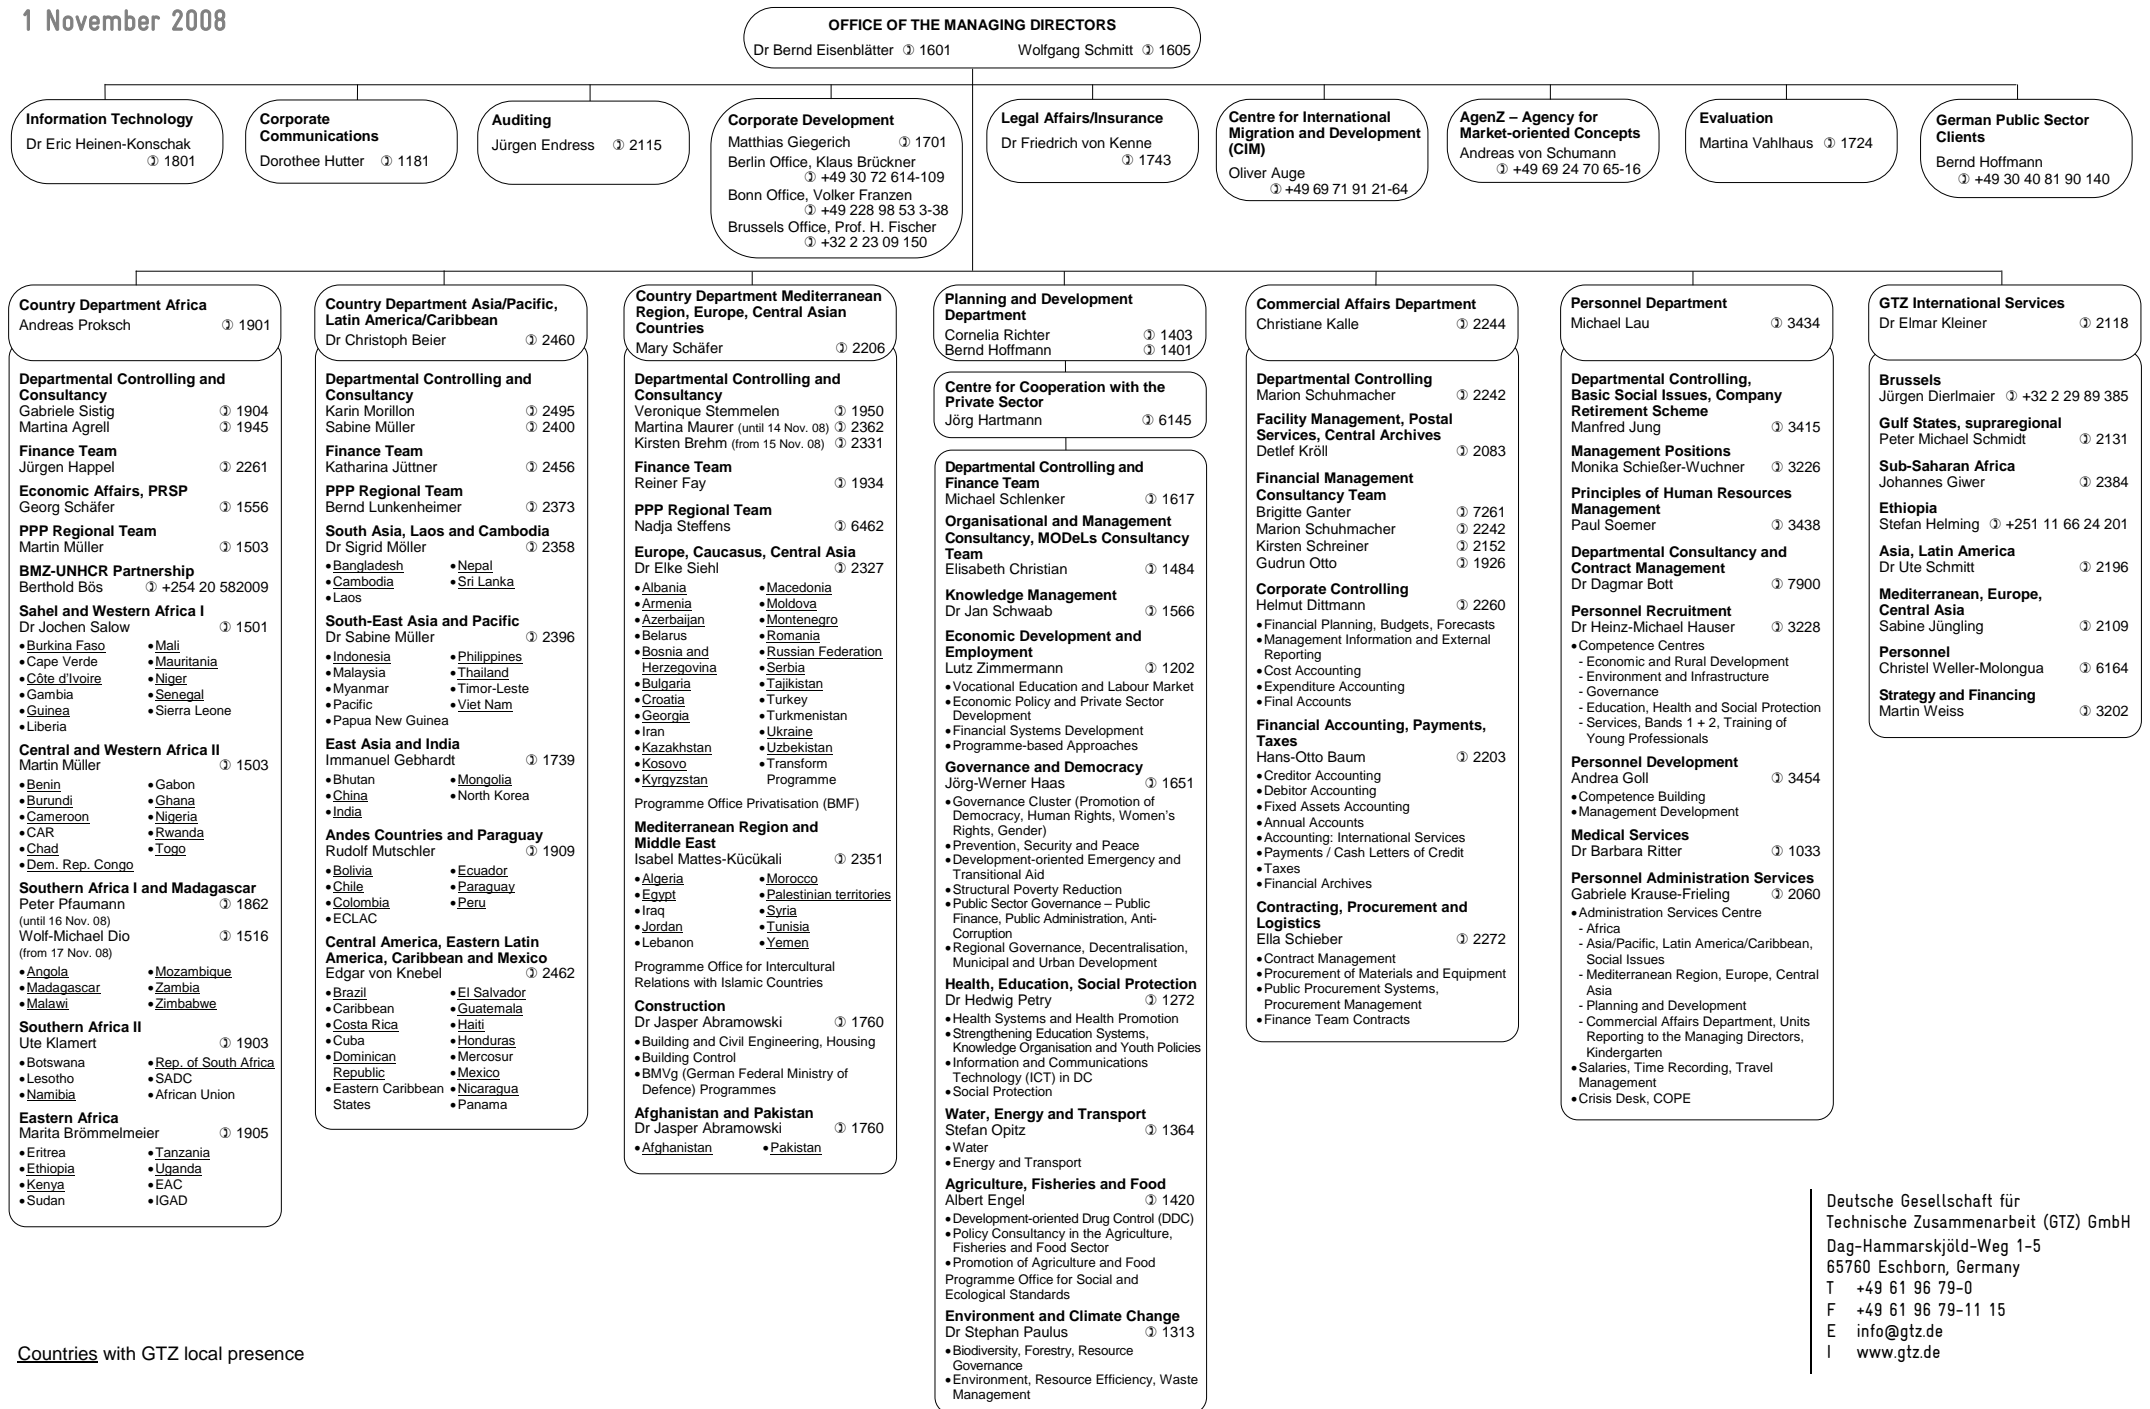 1 November 2008
OFFICE OF THE MANAGING DIRECTORS
Dr Bernd Eisenblätter ✆ 1601 Wolfgang Schmitt ✆ 1605
Information Technology
Dr Eric Heinen-Konschak
✆ 1801
Corporate
Communications
Dorothee Hutter ✆ 1181
Auditing
Jürgen Endress ✆ 2115
Corporate Development
Matthias Giegerich ✆ 1701
Berlin Office, Klaus Brückner
✆ +49 30 72 614-109
Bonn Office, Volker Franzen
✆ +49 228 98 53 3-38
Brussels Office, Prof. H. Fischer
✆ +32 2 23 09 150
Legal Affairs/Insurance
Dr Friedrich von Kenne
✆ 1743
Centre for International
Migration and Development
(CIM)
Oliver Auge
✆ +49 69 71 91 21-64
AgenZ – Agency for
Market-oriented Concepts
Andreas von Schumann
✆ +49 69 24 70 65-16
Evaluation
Martina Vahlhaus ✆ 1724
German Public Sector
Clients
Bernd Hoffmann
✆ +49 30 40 81 90 140
Country Department Africa
Andreas Proksch ✆ 1901
Departmental Controlling and
Consultancy
Gabriele Sistig ✆ 1904
Martina Agrell ✆ 1945
Finance Team
Jürgen Happel ✆ 2261
Economic Affairs, PRSP
Georg Schäfer ✆ 1556
PPP Regional Team
Martin Müller ✆ 1503
BMZ-UNHCR Partnership
Berthold Bös ✆ +254 20 582009
Sahel and Western Africa I
Dr Jochen Salow ✆ 1501
• Burkina Faso • Mali
• Cape Verde • Mauritania
• Côte d'Ivoire • Niger
• Gambia • Senegal
• Guinea • Sierra Leone
• Liberia
Central and Western Africa II
Martin Müller ✆ 1503
• Benin • Gabon
• Burundi • Ghana
• Cameroon • Nigeria
• CAR • Rwanda
• Chad • Togo
• Dem. Rep. Congo
Southern Africa I and Madagascar
Peter Pfaumann ✆ 1862
(until 16 Nov. 08)
Wolf-Michael Dio ✆ 1516
(from 17 Nov. 08)
• Angola • Mozambique
• Madagascar • Zambia
• Malawi • Zimbabwe
Southern Africa II
Ute Klamert ✆ 1903
• Botswana • Rep. of South Africa
• Lesotho • SADC
• Namibia • African Union
Eastern Africa
Marita Brömmelmeier ✆ 1905
• Eritrea • Tanzania
• Ethiopia • Uganda
• Kenya • EAC
• Sudan • IGAD
Country Department Asia/Pacific,
Latin America/Caribbean
Dr Christoph Beier ✆ 2460
Departmental Controlling and
Consultancy
Karin Morillon ✆ 2495
Sabine Müller ✆ 2400
Finance Team
Katharina Jüttner ✆ 2456
PPP Regional Team
Bernd Lunkenheimer ✆ 2373
South Asia, Laos and Cambodia
Dr Sigrid Möller ✆ 2358
• Bangladesh • Nepal
• Cambodia • Sri Lanka
• Laos
South-East Asia and Pacific
Dr Sabine Müller ✆ 2396
• Indonesia • Philippines
• Malaysia • Thailand
• Myanmar • Timor-Leste
• Pacific • Viet Nam
• Papua New Guinea
East Asia and India
Immanuel Gebhardt ✆ 1739
• Bhutan • Mongolia
• China • North Korea
• India
Andes Countries and Paraguay
Rudolf Mutschler ✆ 1909
• Bolivia • Ecuador
• Chile • Paraguay
• Colombia • Peru
• ECLAC
Central America, Eastern Latin
America, Caribbean and Mexico
Edgar von Knebel ✆ 2462
• Brazil • El Salvador
• Caribbean • Guatemala
• Costa Rica • Haiti
• Cuba • Honduras
• Dominican • Mercosur
Republic • Mexico
• Eastern Caribbean • Nicaragua
States • Panama
Country Department Mediterranean
Region, Europe, Central Asian
Countries
Mary Schäfer ✆ 2206
Departmental Controlling and
Consultancy
Veronique Stemmelen ✆ 1950
Martina Maurer (until 14 Nov. 08) ✆ 2362
Kirsten Brehm (from 15 Nov. 08) ✆ 2331
Finance Team
Reiner Fay ✆ 1934
PPP Regional Team
Nadja Steffens ✆ 6462
Europe, Caucasus, Central Asia
Dr Elke Siehl ✆ 2327
• Albania • Macedonia
• Armenia • Moldova
• Azerbaijan • Montenegro
• Belarus • Romania
• Bosnia and • Russian Federation
Herzegovina • Serbia
• Bulgaria • Tajikistan
• Croatia • Turkey
• Georgia • Turkmenistan
• Iran • Ukraine
• Kazakhstan • Uzbekistan
• Kosovo • Transform
• Kyrgyzstan Programme
Programme Office Privatisation (BMF)
Mediterranean Region and
Middle East
Isabel Mattes-Kücükali ✆ 2351
• Algeria • Morocco
• Egypt • Palestinian territories
• Iraq • Syria
• Jordan • Tunisia
• Lebanon • Yemen
Programme Office for Intercultural
Relations with Islamic Countries
Construction
Dr Jasper Abramowski ✆ 1760
• Building and Civil Engineering, Housing
• Building Control
• BMVg (German Federal Ministry of
Defence) Programmes
Afghanistan and Pakistan
Dr Jasper Abramowski ✆ 1760
• Afghanistan • Pakistan
Planning and Development
Department
Cornelia Richter ✆ 1403
Bernd Hoffmann ✆ 1401
Centre for Cooperation with the
Private Sector
Jörg Hartmann ✆ 6145
Departmental Controlling and
Finance Team
Michael Schlenker ✆ 1617
Organisational and Management
Consultancy, MODeLs Consultancy
Team
Elisabeth Christian ✆ 1484
Knowledge Management
Dr Jan Schwaab ✆ 1566
Economic Development and
Employment
Lutz Zimmermann ✆ 1202
• Vocational Education and Labour Market
• Economic Policy and Private Sector
Development
• Financial Systems Development
• Programme-based Approaches
Governance and Democracy
Jörg-Werner Haas ✆ 1651
• Governance Cluster (Promotion of
Democracy, Human Rights, Women's
Rights, Gender)
• Prevention, Security and Peace
• Development-oriented Emergency and
Transitional Aid
• Structural Poverty Reduction
• Public Sector Governance – Public
Finance, Public Administration, Anti-
Corruption
• Regional Governance, Decentralisation,
Municipal and Urban Development
Health, Education, Social Protection
Dr Hedwig Petry ✆ 1272
• Health Systems and Health Promotion
• Strengthening Education Systems,
Knowledge Organisation and Youth Policies
• Information and Communications
Technology (ICT) in DC
• Social Protection
Water, Energy and Transport
Stefan Opitz ✆ 1364
• Water
• Energy and Transport
Agriculture, Fisheries and Food
Albert Engel ✆ 1420
• Development-oriented Drug Control (DDC)
• Policy Consultancy in the Agriculture,
Fisheries and Food Sector
• Promotion of Agriculture and Food
Programme Office for Social and
Ecological Standards
Environment and Climate Change
Dr Stephan Paulus ✆ 1313
• Biodiversity, Forestry, Resource
Governance
• Environment, Resource Efficiency, Waste
Management
Commercial Affairs Department
Christiane Kalle ✆ 2244
Departmental Controlling
Marion Schuhmacher ✆ 2242
Facility Management, Postal
Services, Central Archives
Detlef Kröll ✆ 2083
Financial Management
Consultancy Team
Brigitte Ganter ✆ 7261
Marion Schuhmacher ✆ 2242
Kirsten Schreiner ✆ 2152
Gudrun Otto ✆ 1926
Corporate Controlling
Helmut Dittmann ✆ 2260
• Financial Planning, Budgets, Forecasts
• Management Information and External
Reporting
• Cost Accounting
• Expenditure Accounting
• Final Accounts
Financial Accounting, Payments,
Taxes
Hans-Otto Baum ✆ 2203
• Creditor Accounting
• Debitor Accounting
• Fixed Assets Accounting
• Annual Accounts
• Accounting: International Services
• Payments / Cash Letters of Credit
• Taxes
• Financial Archives
Contracting, Procurement and
Logistics
Ella Schieber ✆ 2272
• Contract Management
• Procurement of Materials and Equipment
• Public Procurement Systems,
Procurement Management
• Finance Team Contracts
Personnel Department
Michael Lau ✆ 3434
Departmental Controlling,
Basic Social Issues, Company
Retirement Scheme
Manfred Jung ✆ 3415
Management Positions
Monika Schießer-Wuchner ✆ 3226
Principles of Human Resources
Management
Paul Soemer ✆ 3438
Departmental Consultancy and
Contract Management
Dr Dagmar Bott ✆ 7900
Personnel Recruitment
Dr Heinz-Michael Hauser ✆ 3228
• Competence Centres
- Economic and Rural Development
- Environment and Infrastructure
- Governance
- Education, Health and Social Protection
- Services, Bands 1 + 2, Training of
Young Professionals
Personnel Development
Andrea Goll ✆ 3454
• Competence Building
• Management Development
Medical Services
Dr Barbara Ritter ✆ 1033
Personnel Administration Services
Gabriele Krause-Frieling ✆ 2060
• Administration Services Centre
- Africa
- Asia/Pacific, Latin America/Caribbean,
Social Issues
- Mediterranean Region, Europe, Central
Asia
- Planning and Development
- Commercial Affairs Department, Units
Reporting to the Managing Directors,
Kindergarten
• Salaries, Time Recording, Travel
Management
• Crisis Desk, COPE
GTZ International Services
Dr Elmar Kleiner ✆ 2118
Brussels
Jürgen Dierlmaier ✆ +32 2 29 89 385
Gulf States, supraregional
Peter Michael Schmidt ✆ 2131
Sub-Saharan Africa
Johannes Giwer ✆ 2384
Ethiopia
Stefan Helming ✆ +251 11 66 24 201
Asia, Latin America
Dr Ute Schmitt ✆ 2196
Mediterranean, Europe,
Central Asia
Sabine Jüngling ✆ 2109
Personnel
Christel Weller-Molongua ✆ 6164
Strategy and Financing
Martin Weiss ✆ 3202
Deutsche Gesellschaft für
Technische Zusammenarbeit (GTZ) GmbH
Dag-Hammarskjöld-Weg 1-5
65760 Eschborn, Germany
T +49 61 96 79-0
F +49 61 96 79-11 15
E info@gtz.de
I www.gtz.de
Countries with GTZ local presence